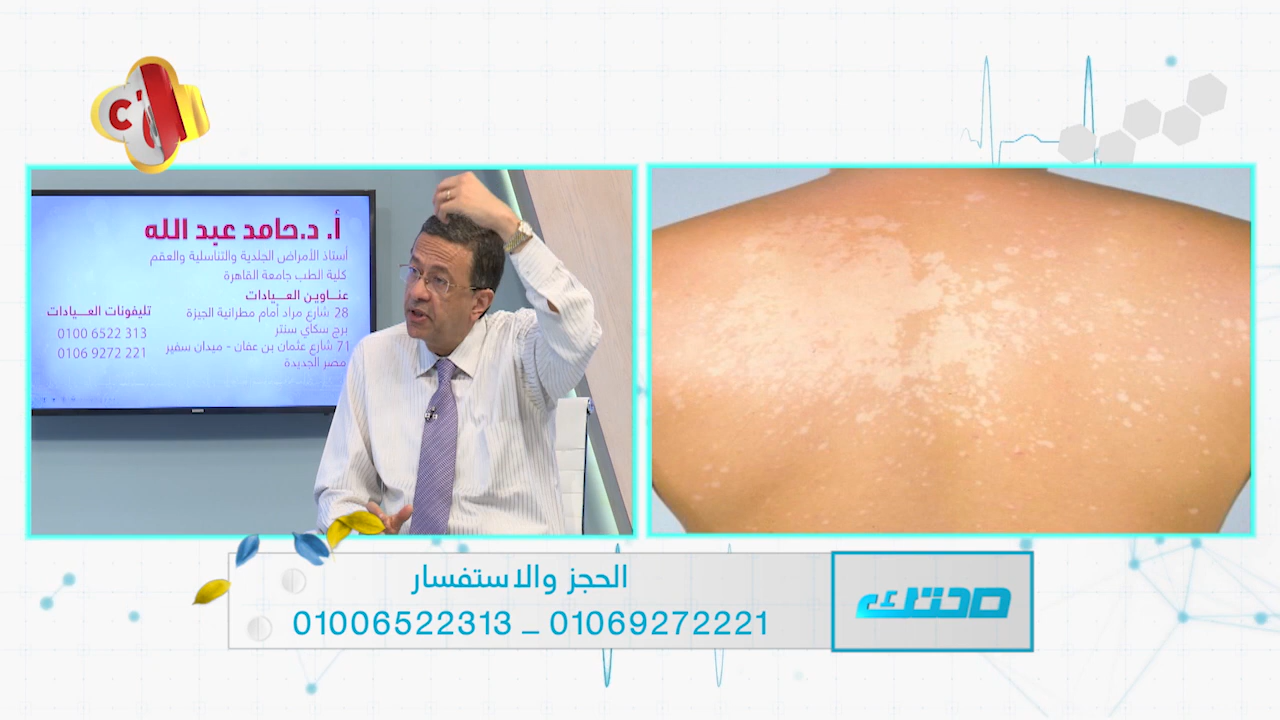 أ. د.حامد عبد الله
أستاذ الأمراض الجلدية والتناسلية والعقم
كلية الطب جامعة القاهرة
عناوين العيادات
28 شارع مراد أمام مطرانية الجيزة
برج سكاي سنتر
71 شارع عثمان بن عفان - ميدان سفير
مصر الجديدة
تليفونات العيادات
0100 6522 313
0106 9272 221
الحجز والاستفسار
01006522313 _ 01069272221
صحتك